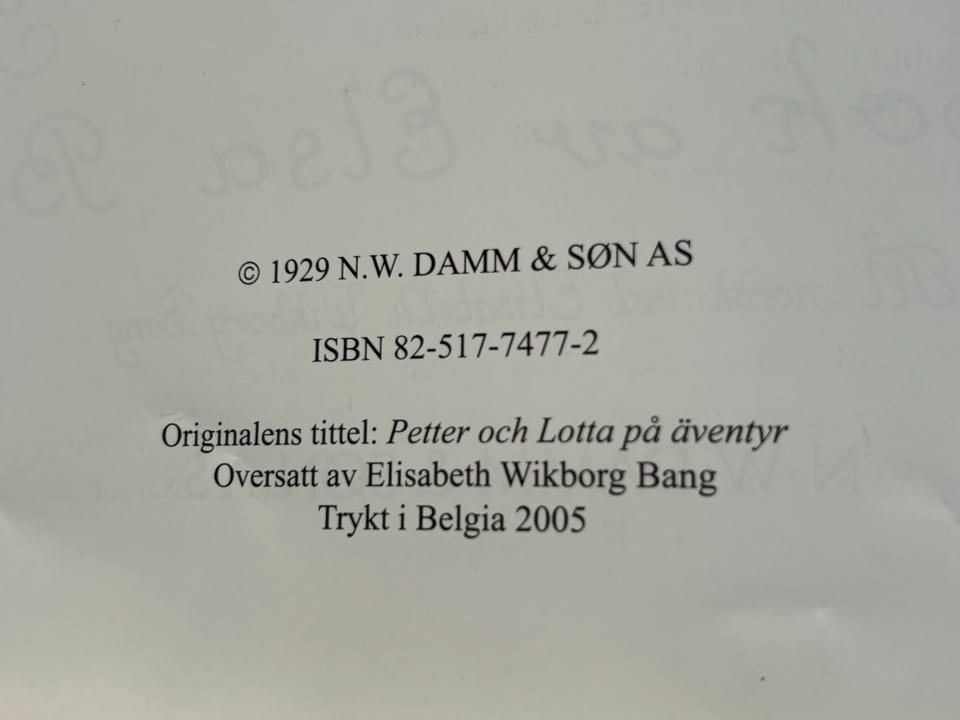 © 1929 N.W. DAMM & SØN AS
ISBN 82-517-7477-2
Originalens tittel: Petter och Lotta på äventyr
Oversatt av Elisabeth Wikborg Bang
Trykt i Belgia 2005